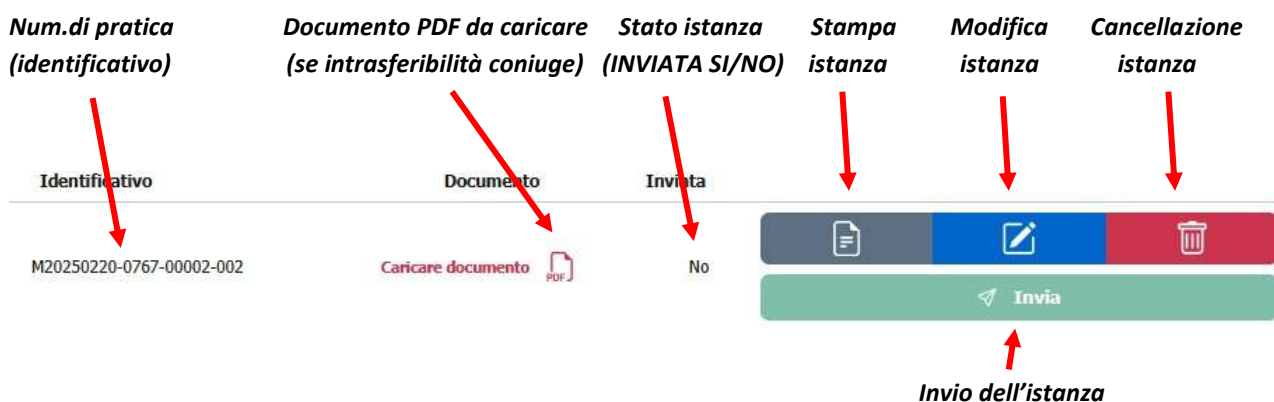 Num.di pratica
(identificativo)
Documento PDF da caricare
(se intrasferibilità coniuge)
Stato istanza
(INVIATA SI/NO)
Stampa
istanza
Modifica
istanza
Cancellazione
istanza
Identificativo
Documento
Inviata
M20250220-0767-00002-002
Caricare documento
PDF
No
Invia
Invio dell’istanza